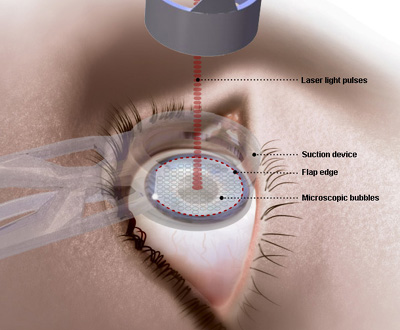 Laser light pulses
Suction device
Flap edge
Microscopic bubbles